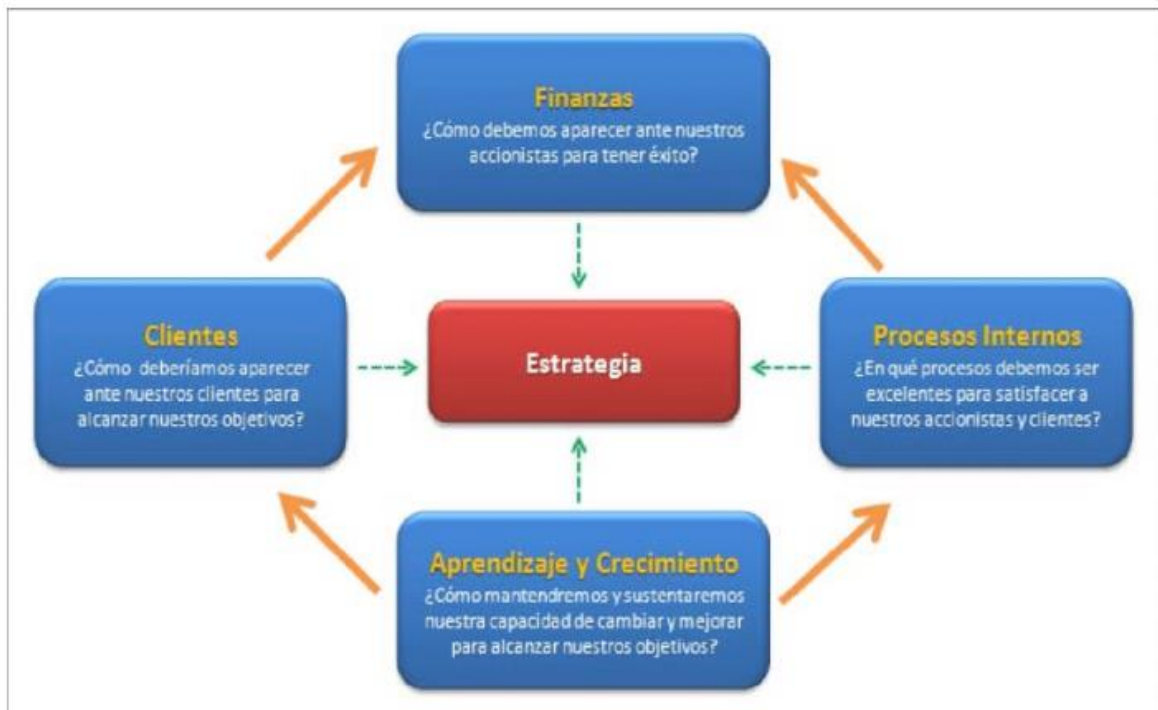 Finanzas
¿Cómo debemos aparecer ante nuestros
accionistas para tener éxito?
Clientes
¿Cómo deberíamos aparecer
ante nuestros clientes para
alcanzar nuestros objetivos?
Estrategia
Procesos Internos
¿En qué procesos debemos ser
excelentes para satisfacer a
nuestros accionistas y clientes?
Aprendizaje y Crecimiento
¿Cómo mantendremos y sustentaremos
nuestra capacidad de cambiar y mejorar
para alcanzar nuestros objetivos?